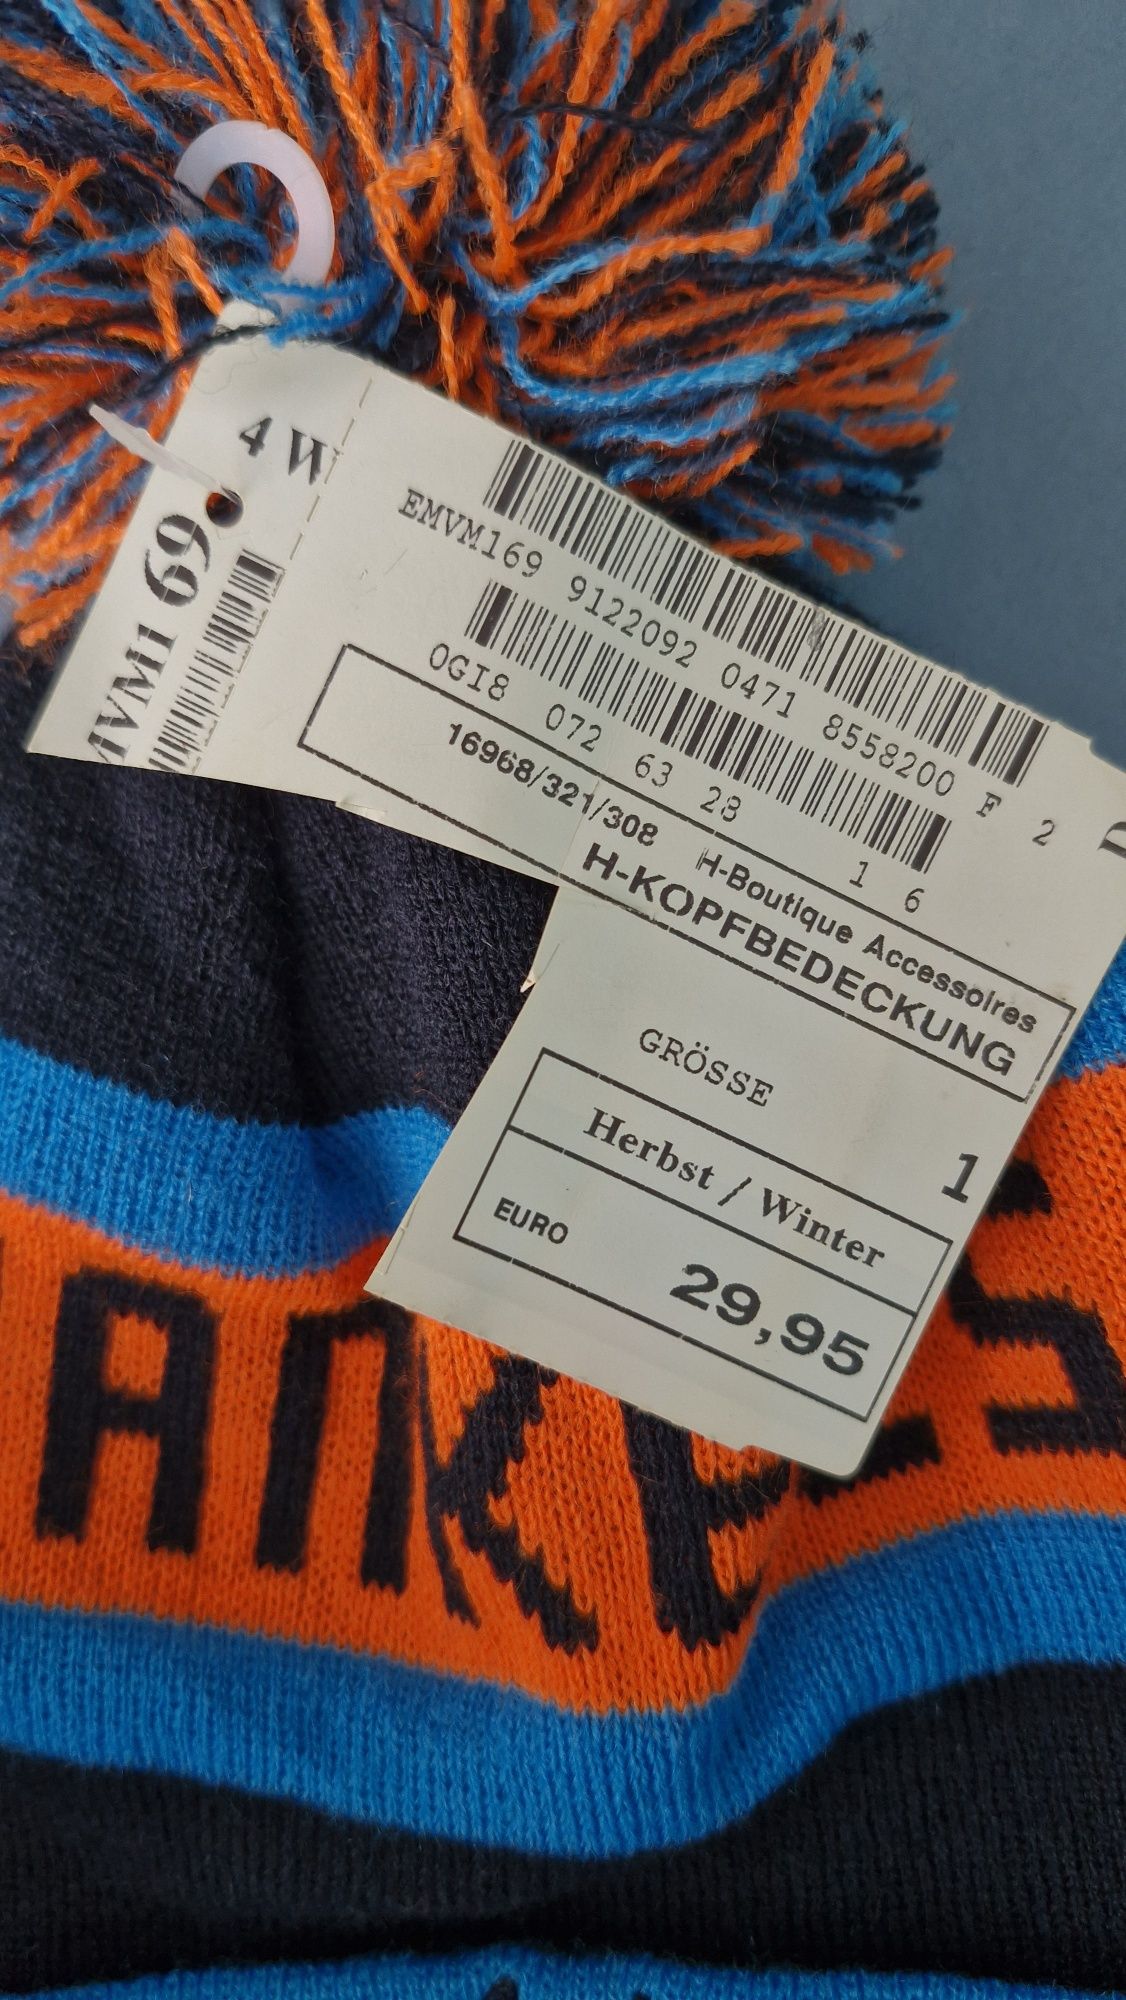 4 W
69
EMVM169 9122092 0471 8558200 F 2
0GI8 072 63 28 1 6
16968/321/308 H-Boutique Accessoires
H-KOPFBEDECKUNG
GRÖSSE
1
Herbst / Winter
EURO
29,95